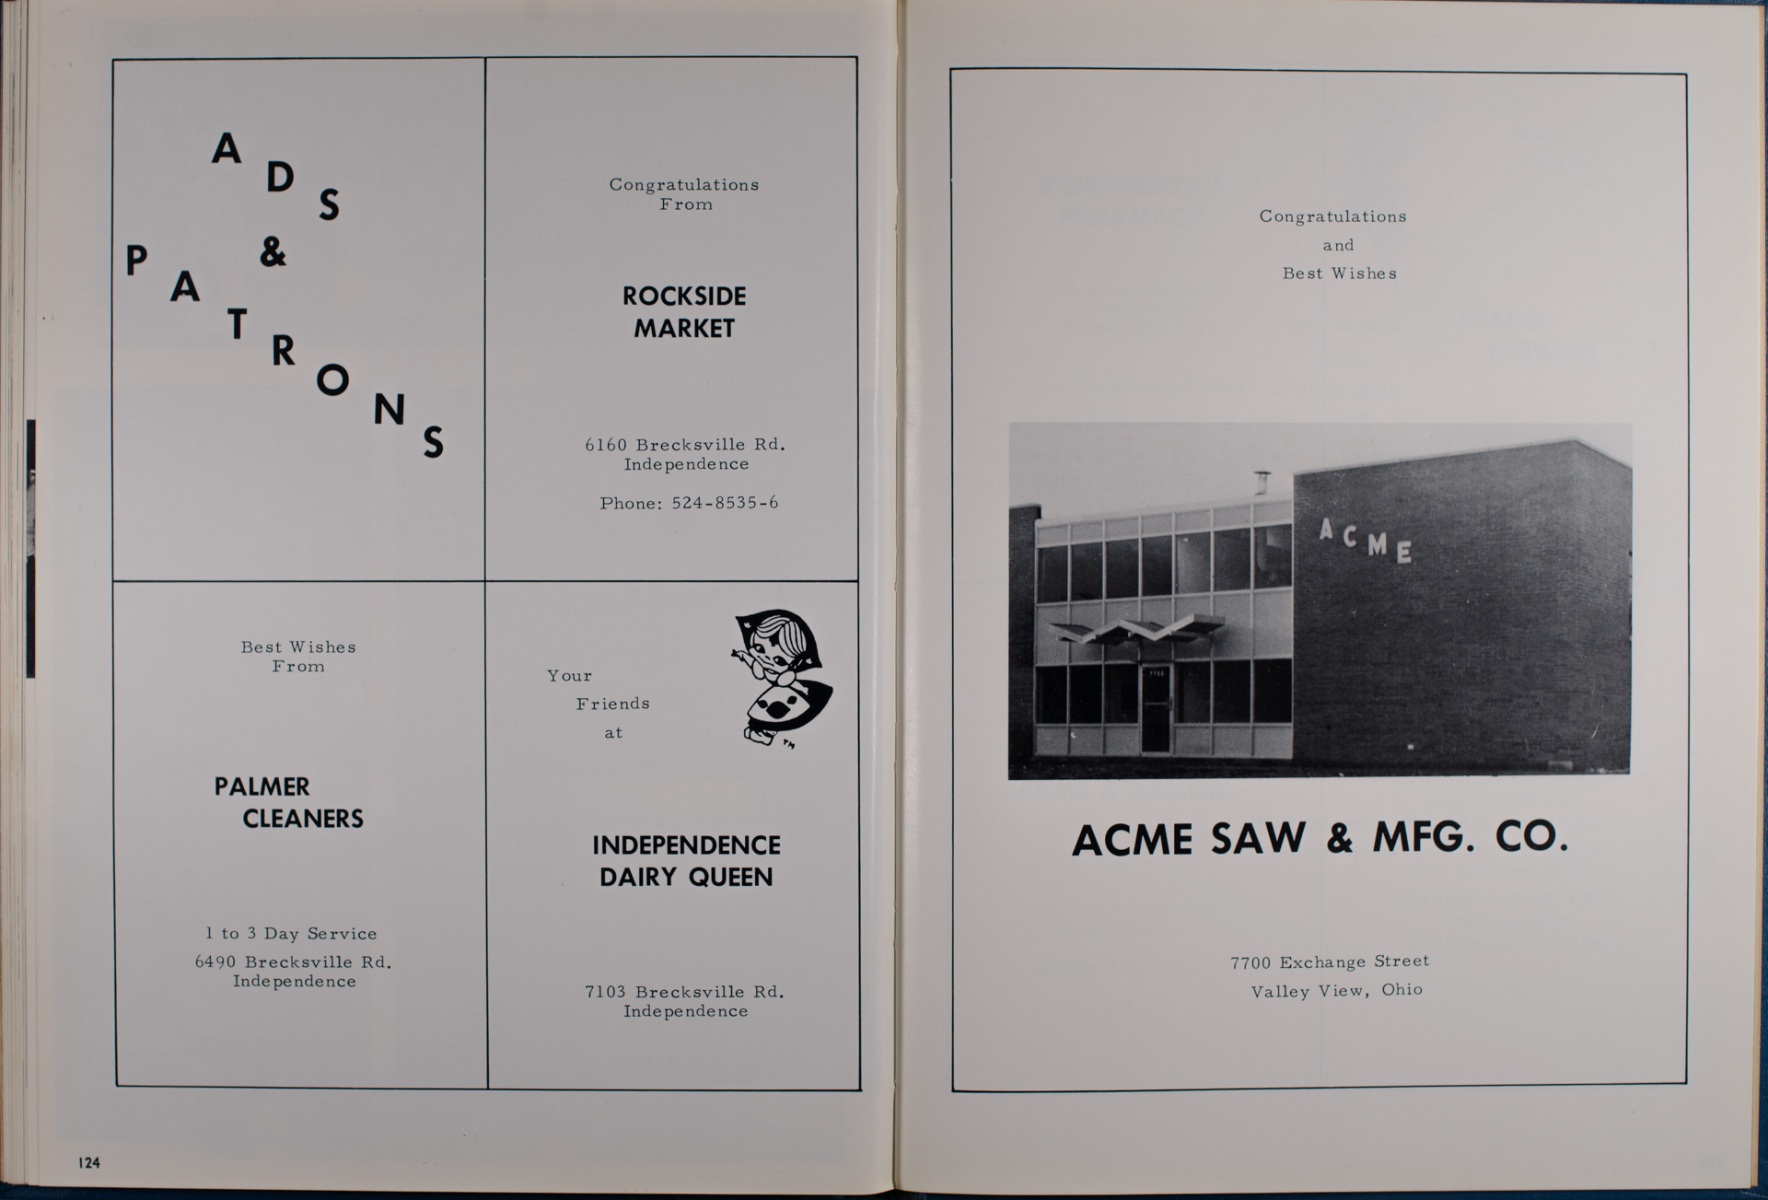 ADS
&
PATRONS
Congratulations
From
ROCKSIDE
MARKET
6160 Brecksville Rd.
Independence
Phone: 524-8535-6
Best Wishes
From
PALMER
CLEANERS
1 to 3 Day Service
6490 Brecksville Rd.
Independence
Your
Friends
at
TM
INDEPENDENCE
DAIRY QUEEN
7103 Brecksville Rd.
Independence
124
Congratulations
and
Best Wishes
ACME
7700
ACME SAW & MFG. CO.
7700 Exchange Street
Valley View, Ohio